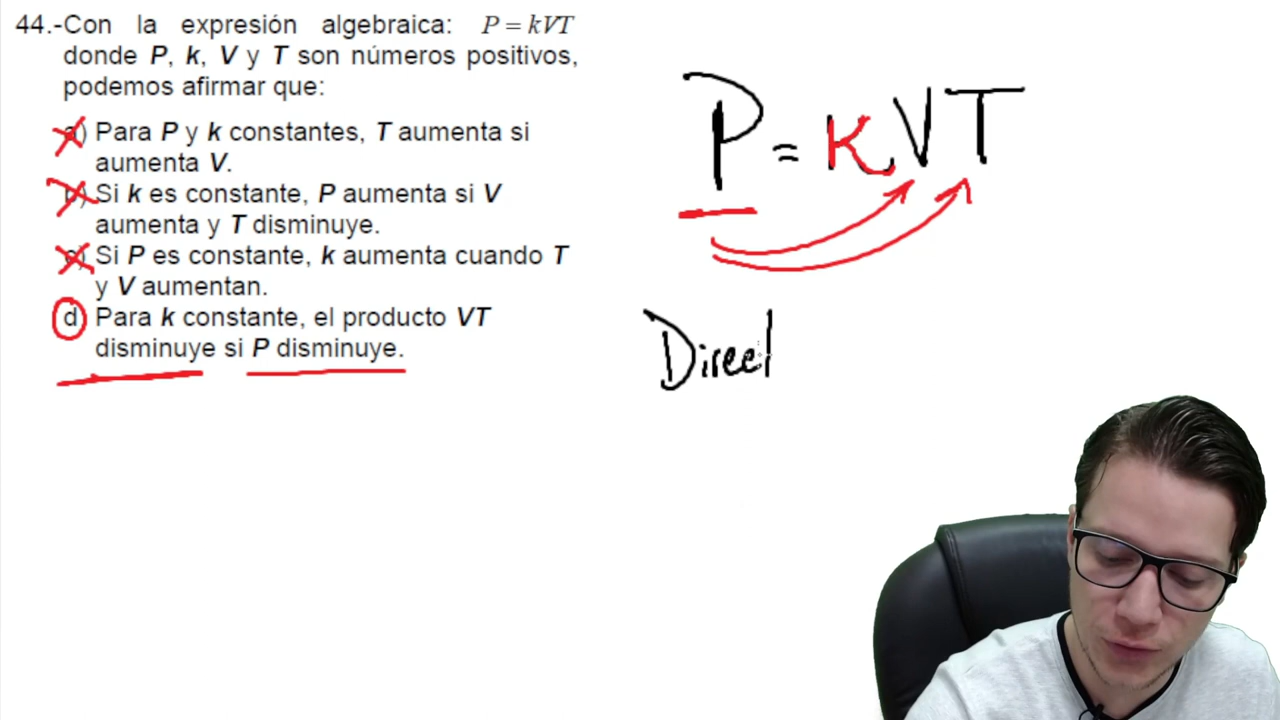 44.-Con la expresión algebraica: P = kVT
donde P, k, V y T son números positivos,
podemos afirmar que:
a) Para P y k constantes, T aumenta si
aumenta V.
b) Si k es constante, P aumenta si V
aumenta y T disminuye.
c) Si P es constante, k aumenta cuando T
y V aumentan.
d) Para k constante, el producto VT
disminuye si P disminuye.
P = KVT
Direct